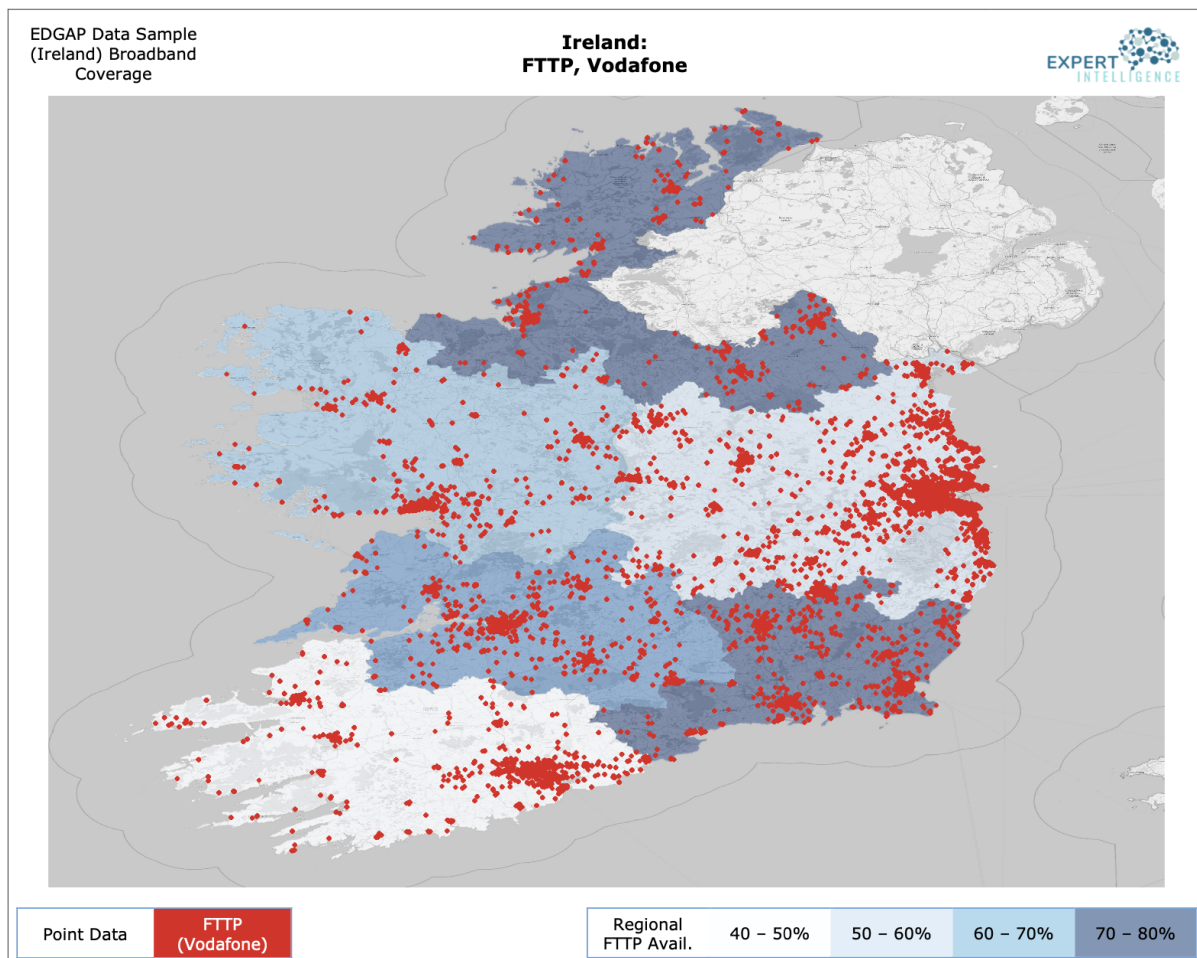 EDGAP Data Sample
(Ireland) Broadband
Coverage
Ireland:
FTTP, Vodafone
EXPERT
INTELLIGENCE
Point Data
FTTP
(Vodafone)
Regional
FTTP Avail.
40 – 50%
50 – 60%
60 – 70%
70 – 80%